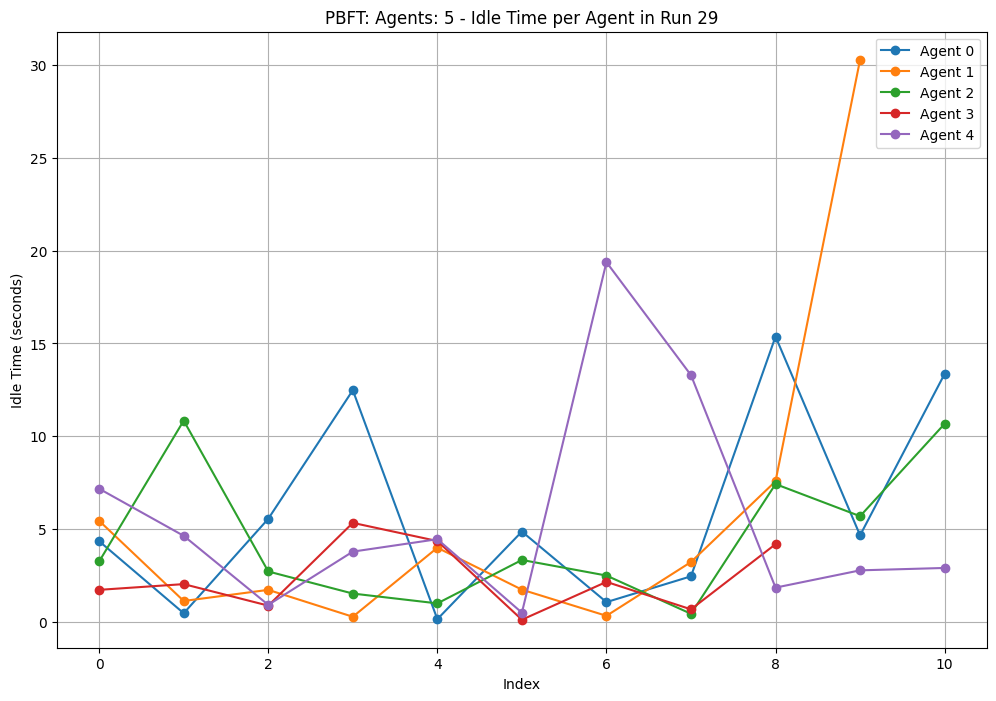 PBFT: Agents: 5 - Idle Time per Agent in Run 29
Idle Time (seconds)
30
25
20
15
10
5
0
0 2 4 6 8 10
Index
Agent 0
Agent 1
Agent 2
Agent 3
Agent 4